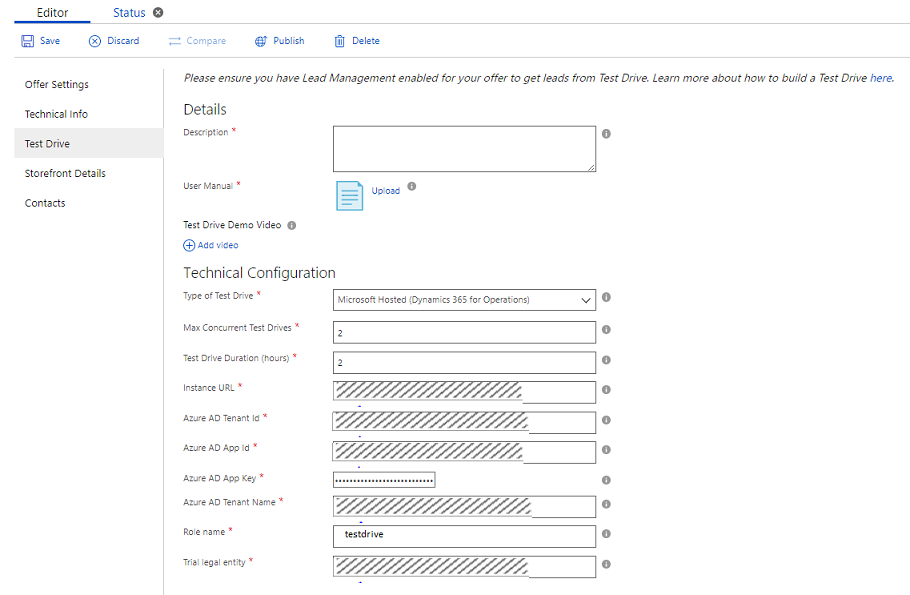 Editor Status
Save Discard Compare Publish Delete
Please ensure you have Lead Management enabled for your offer to get leads from Test Drive. Learn more about how to build a Test Drive here.
Offer Settings
Technical Info
Test Drive
Storefront Details
Contacts
Details
Description *
User Manual *
Upload
Test Drive Demo Video
Add video
Technical Configuration
Type of Test Drive * Microsoft Hosted (Dynamics 365 for Operations)
Max Concurrent Test Drives * 2
Test Drive Duration (hours) * 2
Instance URL *
Azure AD Tenant Id *
Azure AD App Id *
Azure AD App Key *
Azure AD Tenant Name *
Role name * testdrive
Trial legal entity *